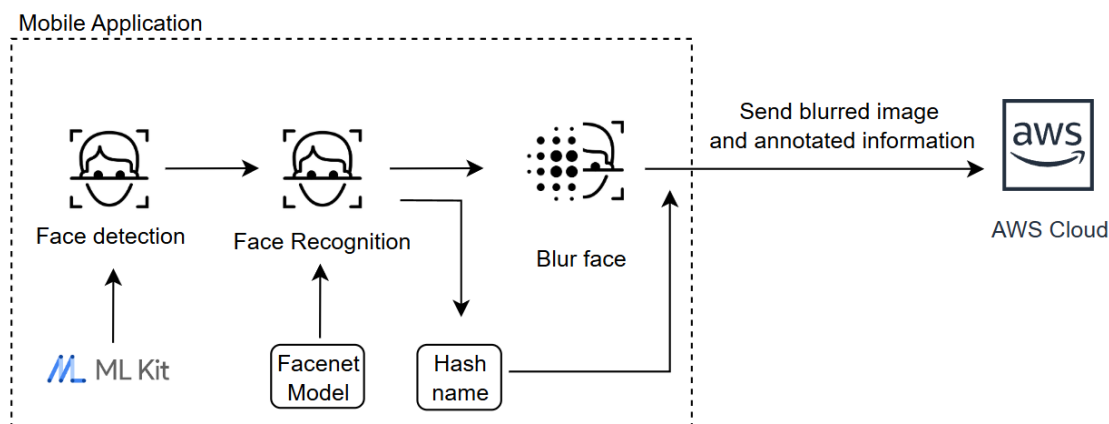 Mobile Application
Send blurred image
and annotated information
aws
Face detection
Face Recognition
Blur face
AWS Cloud
ML Kit
Facenet
Model
Hash
name